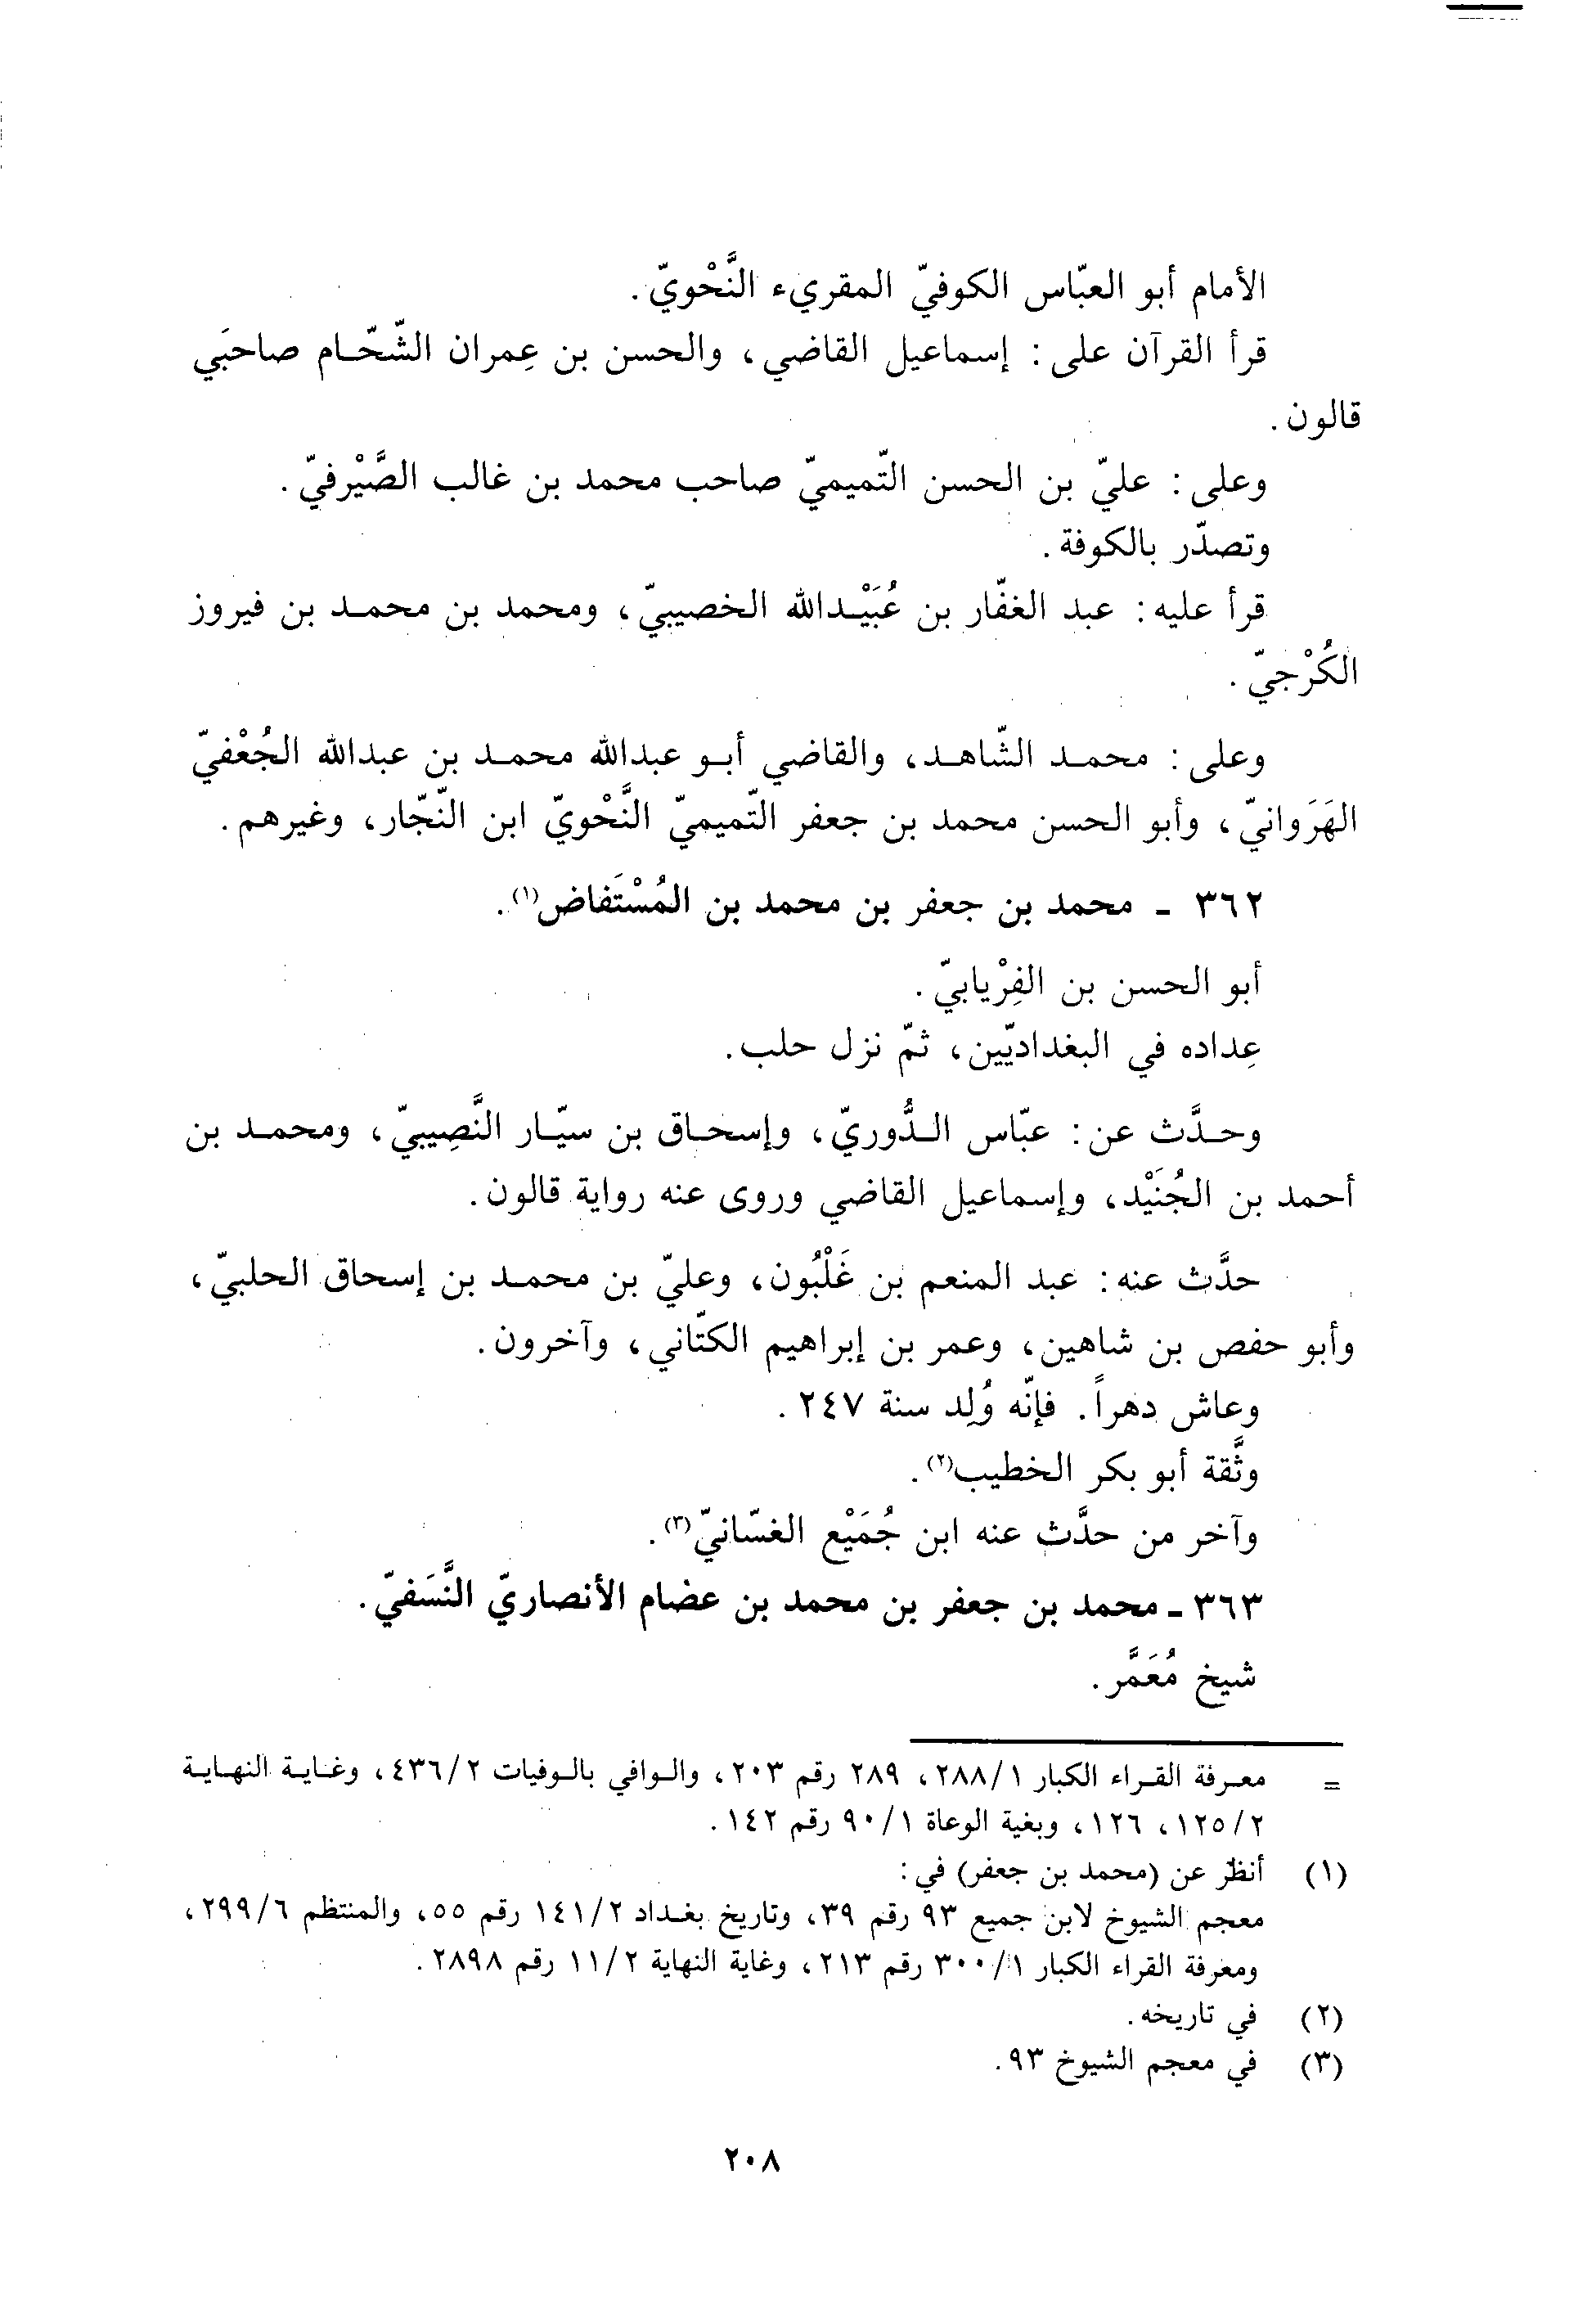 الأمام أبو العبّاس الكوفيّ المقريء النَّحْويّ.
قرأ القرآن على: إسماعيل القاضي، والحسن بن عِمران الشّحّام صاحبَي
قالون.
وعلى: عليّ بن الحسن التّميميّ صاحب محمد بن غالب الصَّيْرفيّ.
وتصدّر بالكوفة.
قرأ عليه: عبد الغفّار بن عُبَيْدالله الخصيبيّ، ومحمد بن محمد بن فيروز
الكُرْجيّ.
وعلى: محمد الشّاهد، والقاضي أبو عبدالله محمد بن عبدالله الجُعْفيّ
الهَرَوانيّ، وأبو الحسن محمد بن جعفر التّميميّ النَّحْويّ ابن النّجّار، وغيرهم.
٣٦٢ - محمد بن جعفر بن محمد بن المُسْتَفاض(١).
أبو الحسن بن الفِرْيابيّ.
عِداده في البغداديّين، ثمّ نزل حلب.
وحدَّث عن: عبّاس الدُّوريّ، وإسحاق بن سيّار النَّصِيبيّ، ومحمد بن
أحمد بن الجُنَيْد، وإسماعيل القاضي وروى عنه رواية قالون.
حدَّث عنه: عبد المنعم بن غَلْبُون، وعليّ بن محمد بن إسحاق الحلبيّ،
وأبو حفص بن شاهين، وعمر بن إبراهيم الكتّاني، وآخرون.
وعاش دهراً. فإنّه وُلِد سنة ٢٤٧.
وثَّقة أبو بكر الخطيب(٢).
وآخر من حدَّث عنه ابن جُمَيْع الغسّانيّ(٣).
٣٦٣ - محمد بن جعفر بن محمد بن عضام الأنصاريّ النَّسَفيّ.
شيخ مُعَمَّر.
= معرفة القراء الكبار ٢٨٨/١، ٢٨٩ رقم ٢٠٣، والوافي بالوفيات ٤٣٦/٢، وغاية النهاية
١٢٥/٢، ١٢٦، وبغية الوعاة ٩٠/١ رقم ١٤٢.
(١) أنظر عن (محمد بن جعفر) في:
معجم الشيوخ لابن جميع ٩٣ رقم ٣٩، وتاريخ بغداد ١٤١/٢ رقم ٥٥، والمنتظم ٢٩٩/٦،
ومعرفة القراء الكبار ٣٠٠/١ رقم ٢١٣، وغاية النهاية ١١/٢ رقم ٢٨٩٨.
(٢) في تاريخه.
(٣) في معجم الشيوخ ٩٣.
٢٠٨